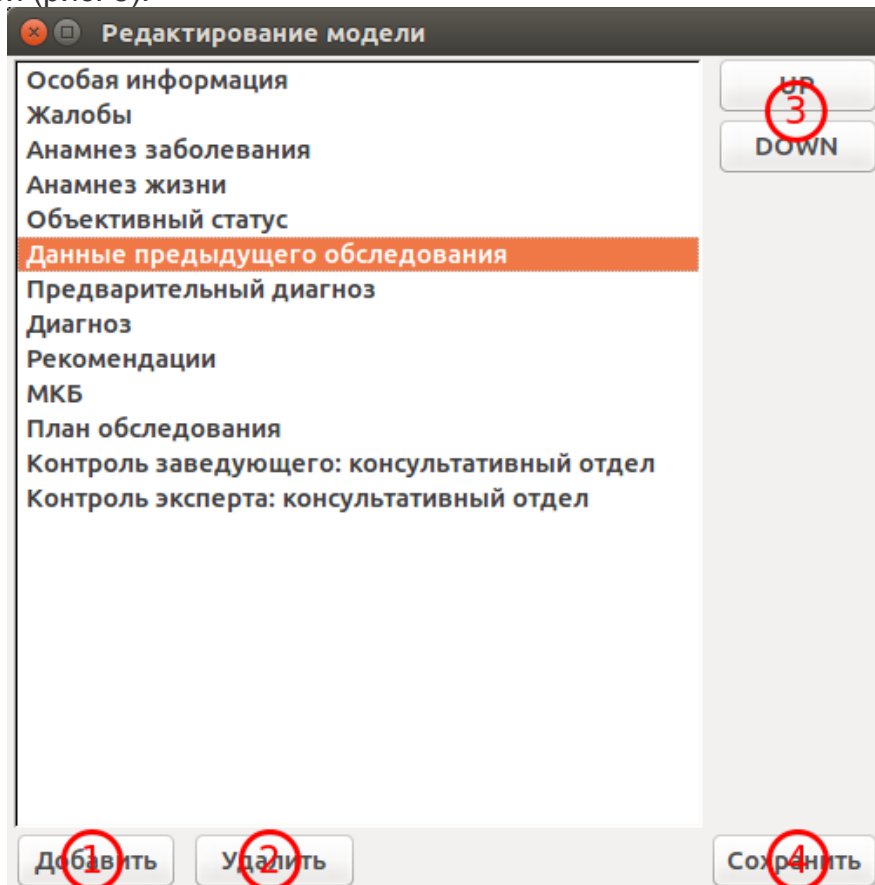 Редактирование модели
Особая информация
Жалобы
Анамнез заболевания
Анамнез жизни
Объективный статус
Данные предыдущего обследования
Предварительный диагноз
Диагноз
Рекомендации
МКБ
План обследования
Контроль заведующего: консультативный отдел
Контроль эксперта: консультативный отдел
UP
3
DOWN
Добавить
1
Удалить
2
Сохранить
4